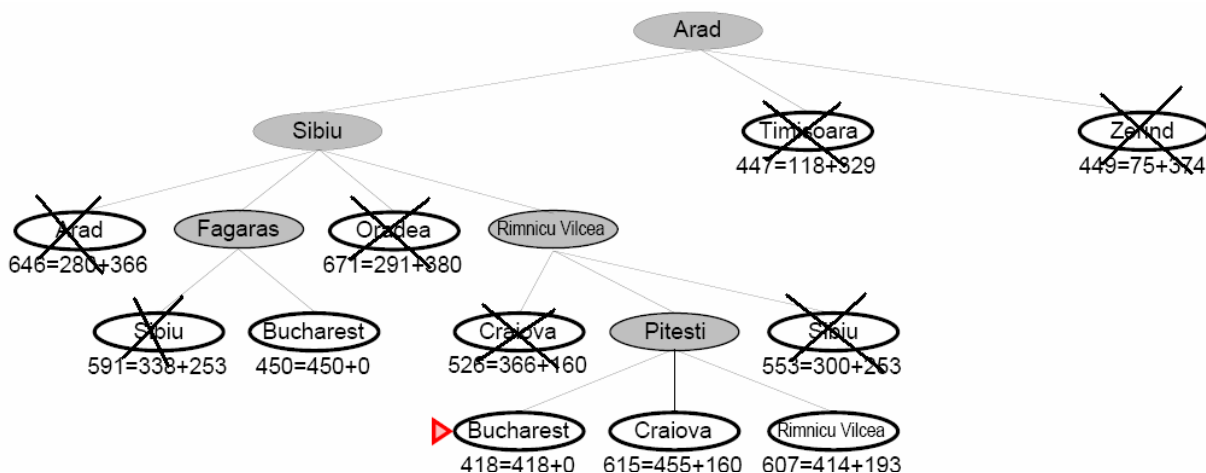 Arad
Sibiu
Timisoara
Zerind
447=118+329
449=75+374
Arad
Fagaras
Oradea
Rimnicu Vilcea
646=280+366
671=291+380
Sibiu
Bucharest
Craiova
Pitesti
Sibiu
591=338+253
450=450+0
526=366+160
553=300+253
Bucharest
Craiova
Rimnicu Vilcea
418=418+0
615=455+160
607=414+193